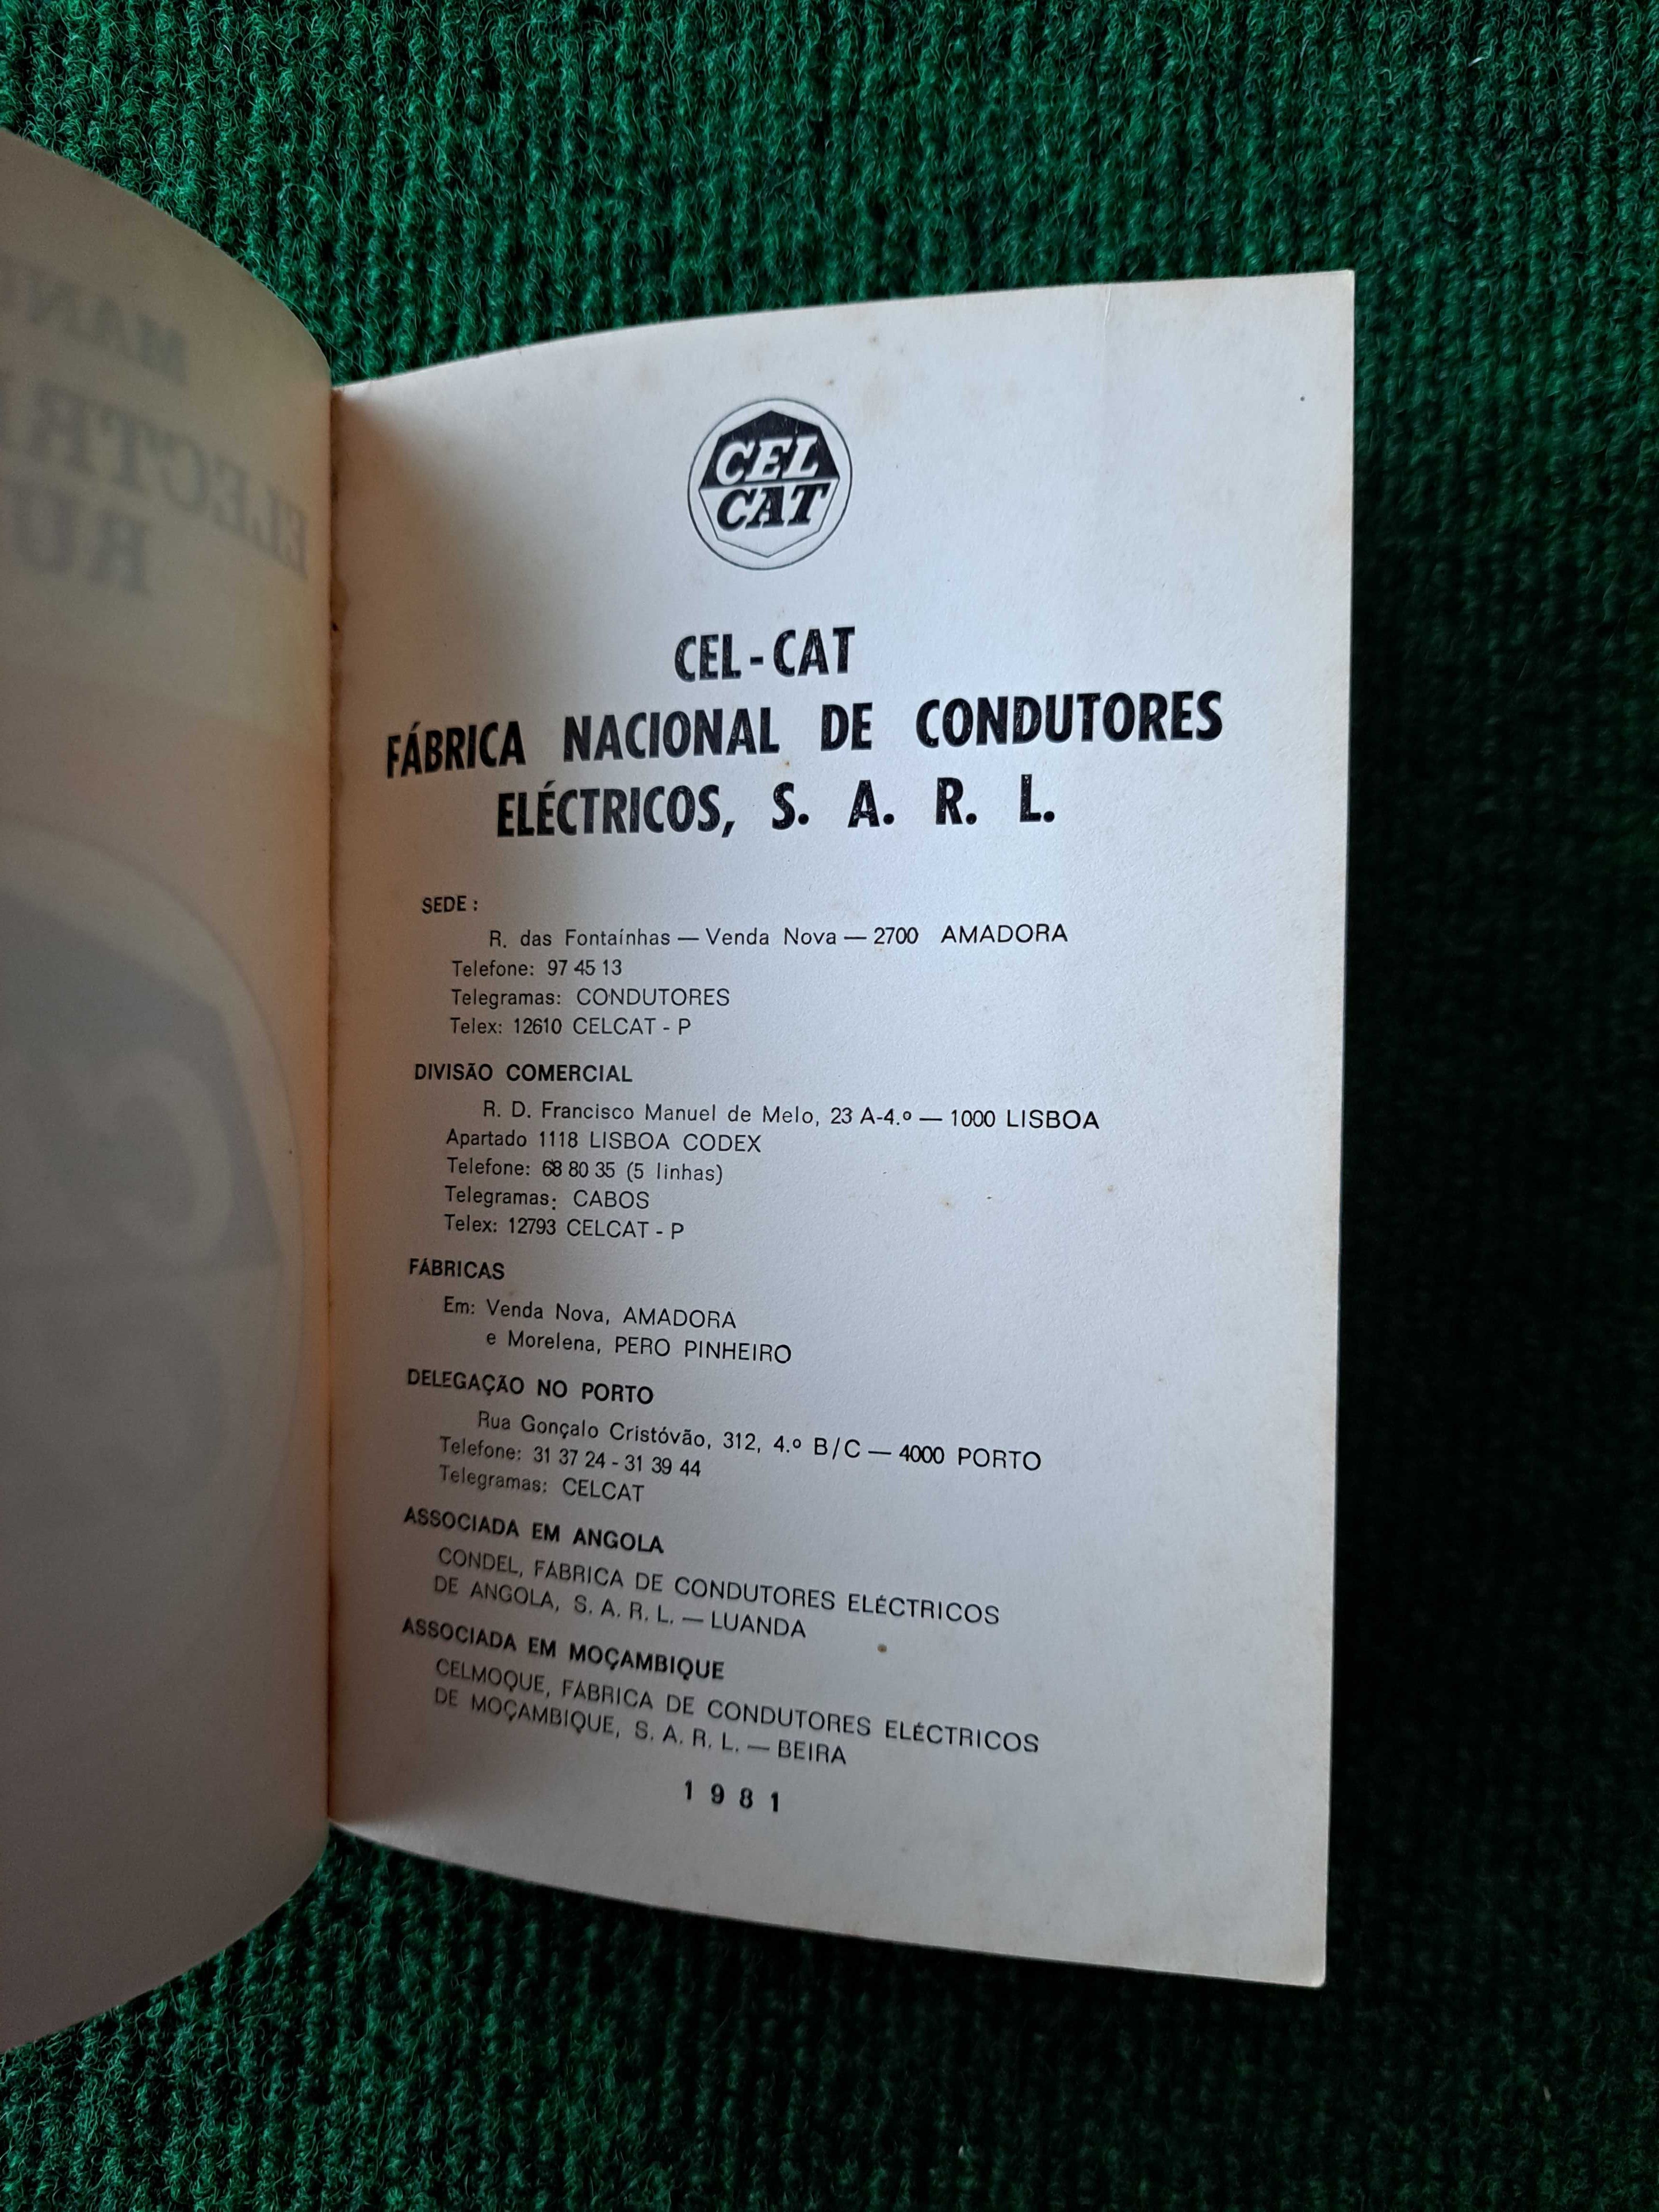 CEL
CAT
CEL-CAT
FÁBRICA NACIONAL DE CONDUTORES
ELÉCTRICOS, S. A. R. L.
SEDE :
R. das Fontaínhas — Venda Nova — 2700 AMADORA
Telefone: 97 45 13
Telegramas: CONDUTORES
Telex: 12610 CELCAT - P
DIVISÃO COMERCIAL
R. D. Francisco Manuel de Melo, 23 A-4.º — 1000 LISBOA
Apartado 1118 LISBOA CODEX
Telefone: 68 80 35 (5 linhas)
Telegramas: CABOS
Telex: 12793 CELCAT - P
FÁBRICAS
Em: Venda Nova, AMADORA
e Morelena, PERO PINHEIRO
DELEGAÇÃO NO PORTO
Rua Gonçalo Cristóvão, 312, 4.º B/C — 4000 PORTO
Telefone: 31 37 24 - 31 39 44
Telegramas: CELCAT
ASSOCIADA EM ANGOLA
CONDEL, FÁBRICA DE CONDUTORES ELÉCTRICOS
DE ANGOLA, S. A. R. L. — LUANDA
ASSOCIADA EM MOÇAMBIQUE
CELMOQUE, FÁBRICA DE CONDUTORES ELÉCTRICOS
DE MOÇAMBIQUE, S. A. R. L. — BEIRA
1981